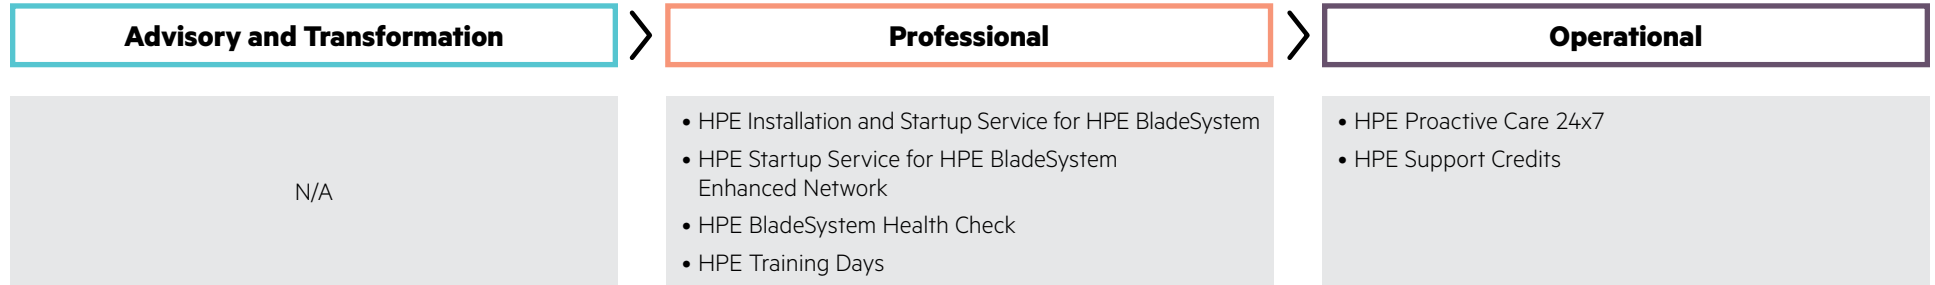 Advisory and Transformation
Professional
Operational
N/A
• HPE Installation and Startup Service for HPE BladeSystem
• HPE Startup Service for HPE BladeSystem
Enhanced Network
• HPE BladeSystem Health Check
• HPE Training Days
• HPE Proactive Care 24x7
• HPE Support Credits